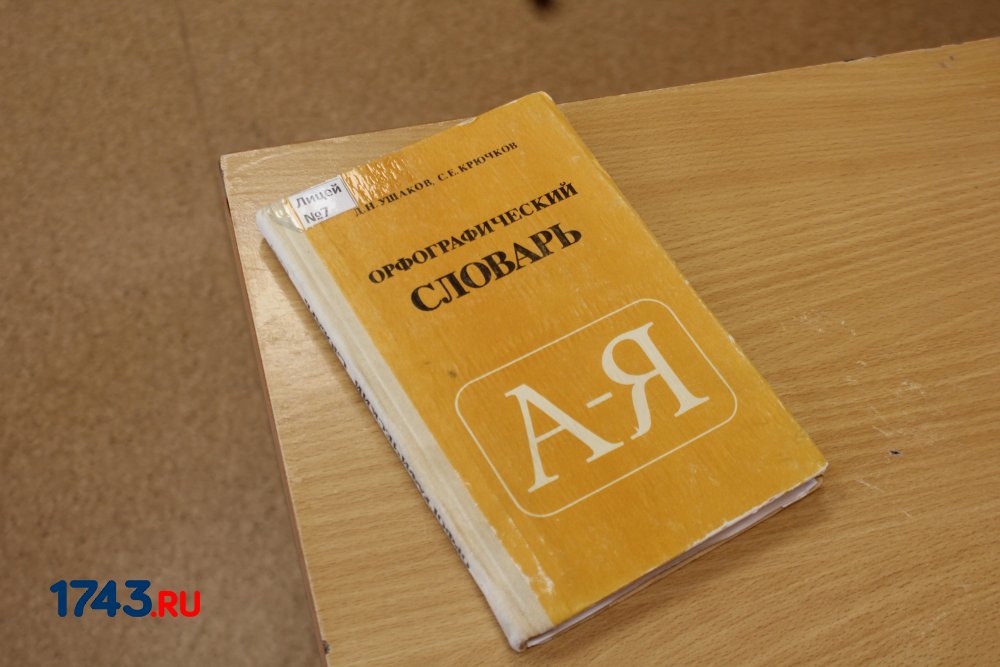 Лицей
№7
Д.Н. УШАКОВ, С.Е. КРЮЧКОВ
ОРФОГРАФИЧЕСКИЙ
СЛОВАРЬ
А-Я
1743.RU